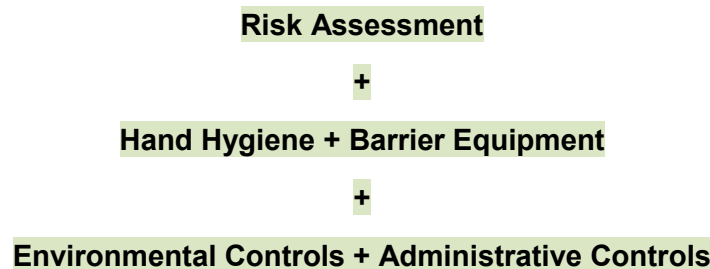 Risk Assessment
+
Hand Hygiene + Barrier Equipment
+
Environmental Controls + Administrative Controls